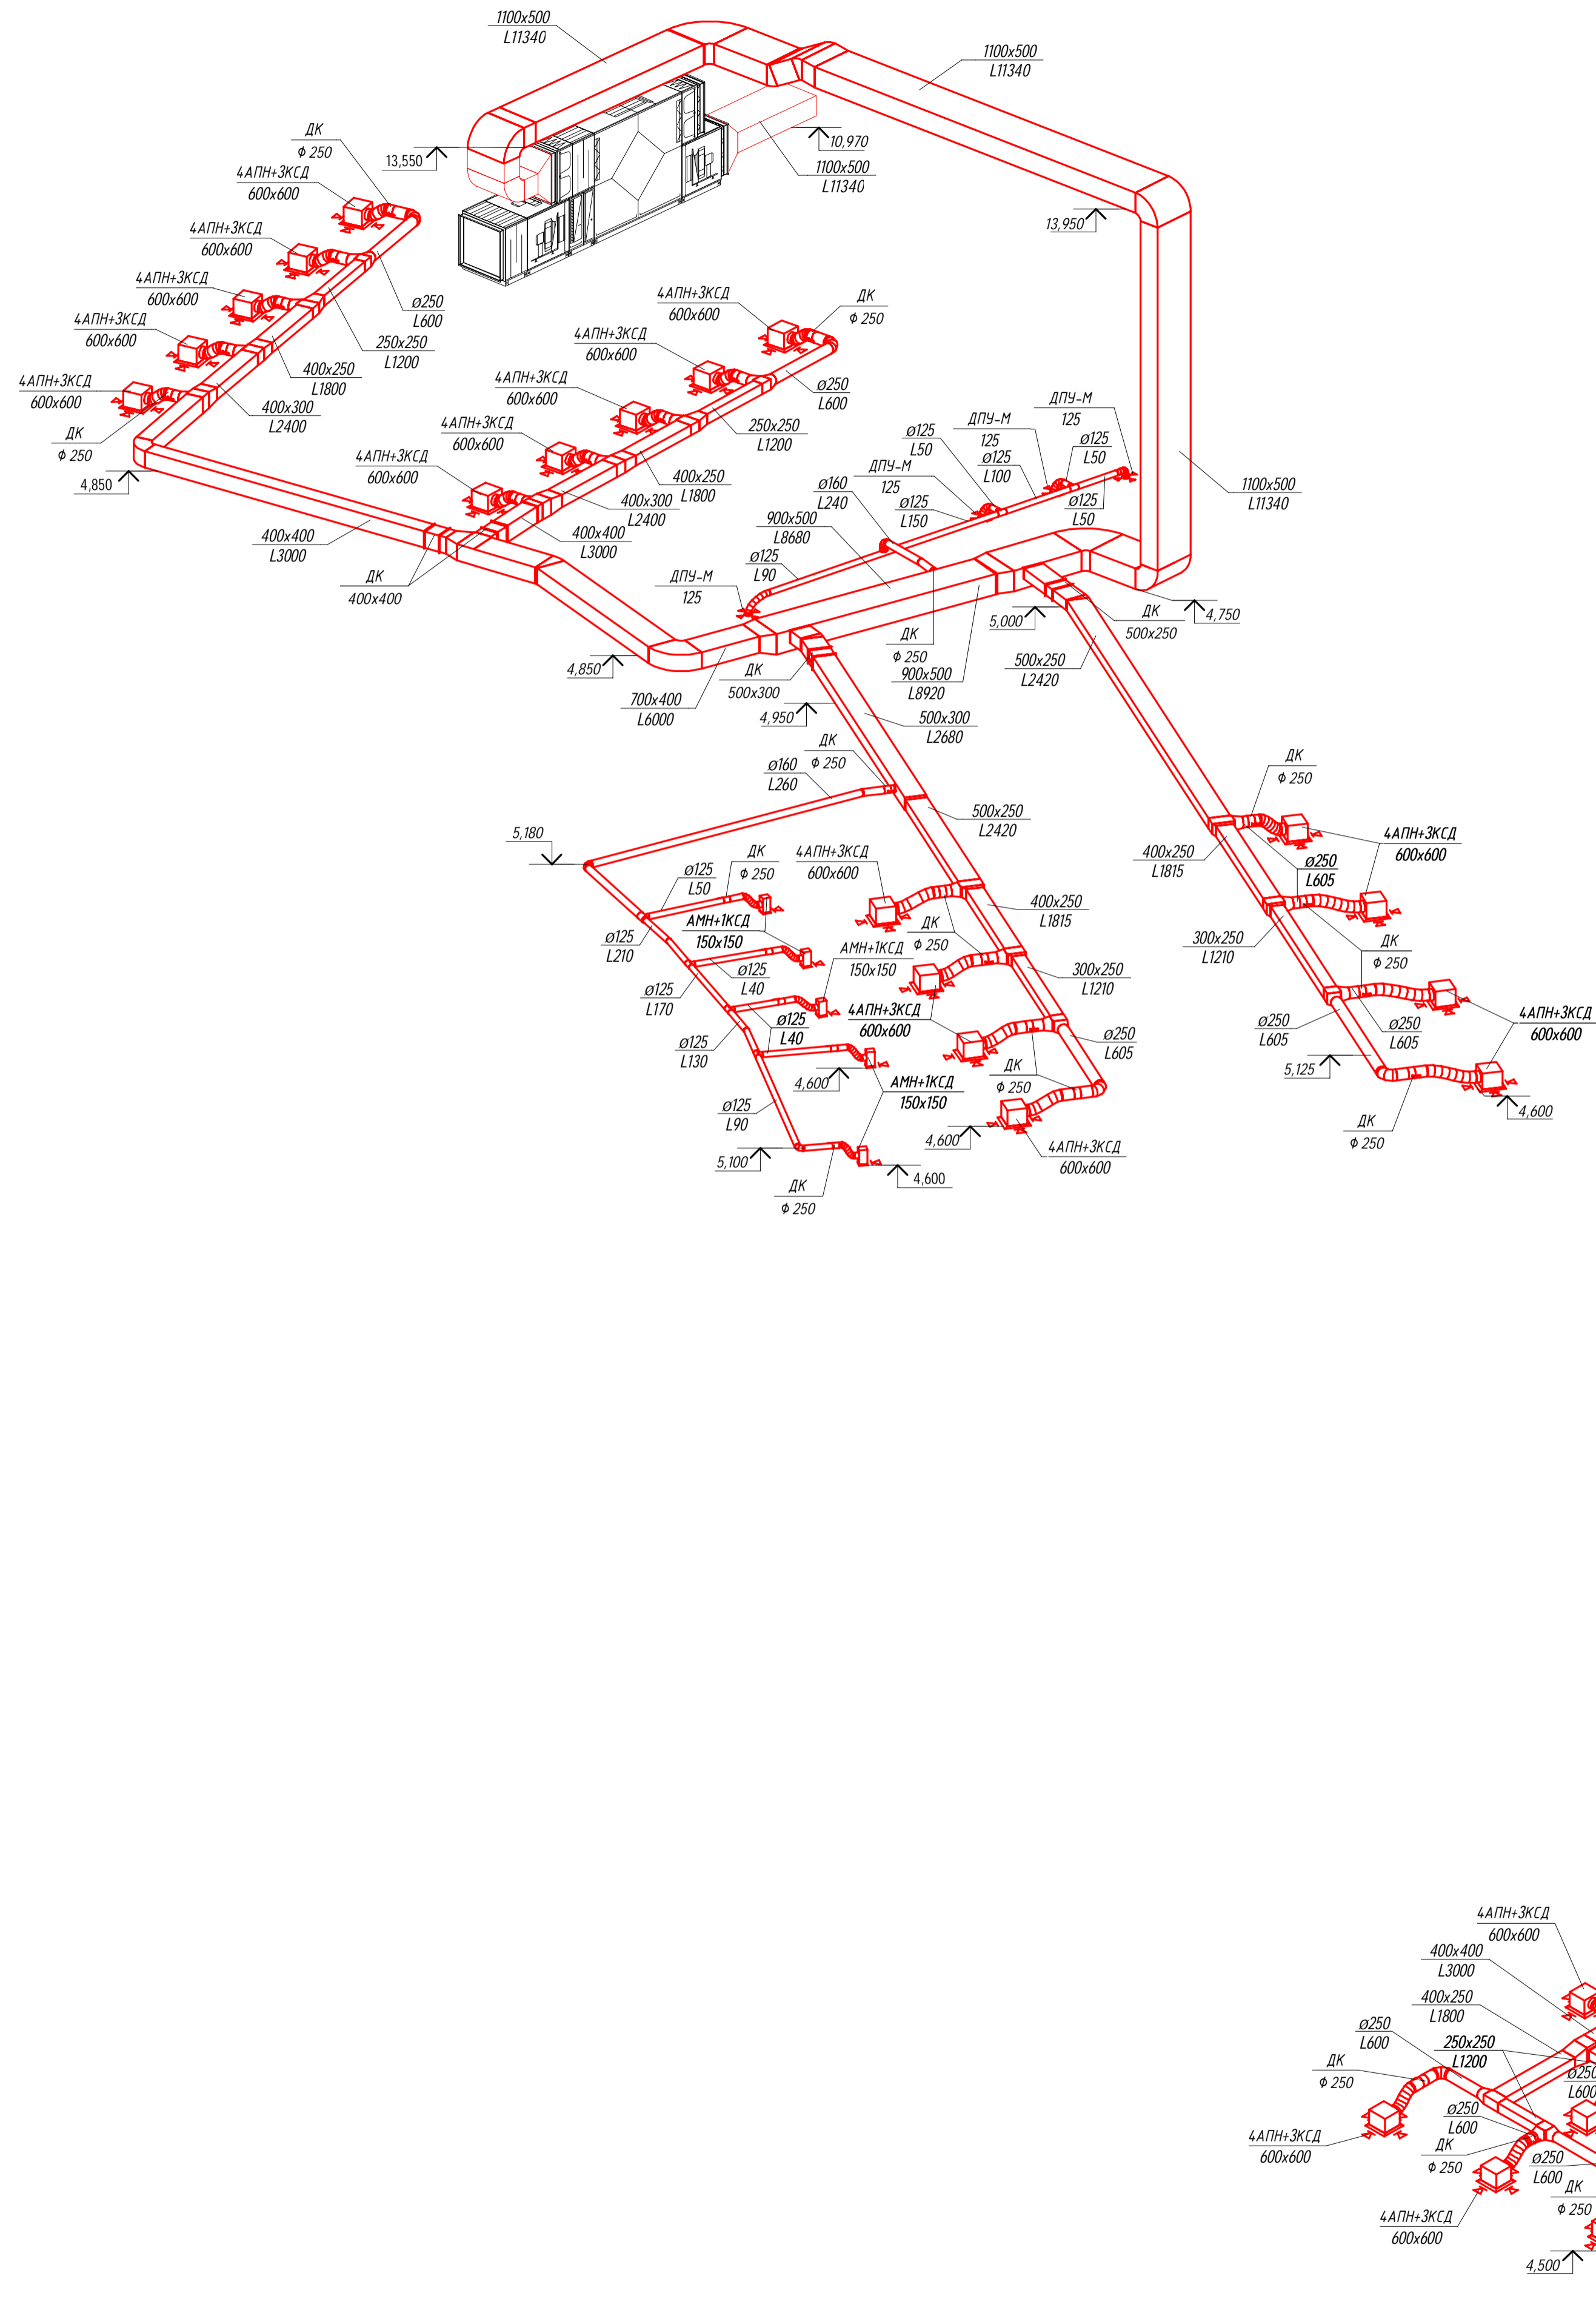 1100x500
L11340
1100x500
L11340
ДК
ϕ 250
13,550
10,970
1100x500
L11340
4АПН+3КСД
600x600
13,950
4АПН+3КСД
600x600
4АПН+3КСД
600x600
4АПН+3КСД
600x600
4АПН+3КСД
600x600
ДК
ϕ 250
4,850
ø250
L600
250x250
L1200
400x250
L1800
400x300
L2400
4АПН+3КСД
600x600
ДК
ϕ 250
4АПН+3КСД
600x600
4АПН+3КСД
600x600
4АПН+3КСД
600x600
4АПН+3КСД
600x600
ø250
L600
250x250
L1200
400x250
L1800
400x300
L2400
400x400
L3000
400x400
L3000
ДК
400x400
ДПУ-М
125
ДПУ-М
125
ø125
L50
ø125
L50
ø125
L100
ДПУ-М
125
ø160
L240
ø125
L150
ø125
L50
1100x500
L11340
900x500
L8680
ø125
L90
ДПУ-М
125
4,850
700x400
L6000
ДК
500x300
4,950
ДК
ϕ 250
900x500
L8920
5,000
ДК
500x250
4,750
500x250
L2420
500x300
L2680
ДК
ϕ 250
ø160
L260
500x250
L2420
5,180
ø125
L50
ДК
ϕ 250
4АПН+3КСД
600x600
АМН+1КСД
150x150
ø125
L210
ø125
L40
АМН+1КСД
150x150
ДК
ϕ 250
400x250
L1815
ø125
L170
ø125
L40
4АПН+3КСД
600x600
300x250
L1210
ø125
L130
4,600
АМН+1КСД
150x150
ДК
ϕ 250
ø250
L605
ø125
L90
5,100
4,600
ДК
ϕ 250
4,600
4АПН+3КСД
600x600
ДК
ϕ 250
4АПН+3КСД
600x600
400x250
L1815
ø250
L605
300x250
L1210
ДК
ϕ 250
ø250
L605
ø250
L605
4АПН+3КСД
600x600
5,125
4,600
ДК
ϕ 250
4АПН+3КСД
600x600
400x400
L3000
400x250
L1800
ø250
L600
250x250
L1200
ДК
ϕ 250
ø250
L600
ø250
L600
4АПН+3КСД
600x600
ДК
ϕ 250
ø250
L600
ДК
ϕ 250
4АПН+3КСД
600x600
4,500